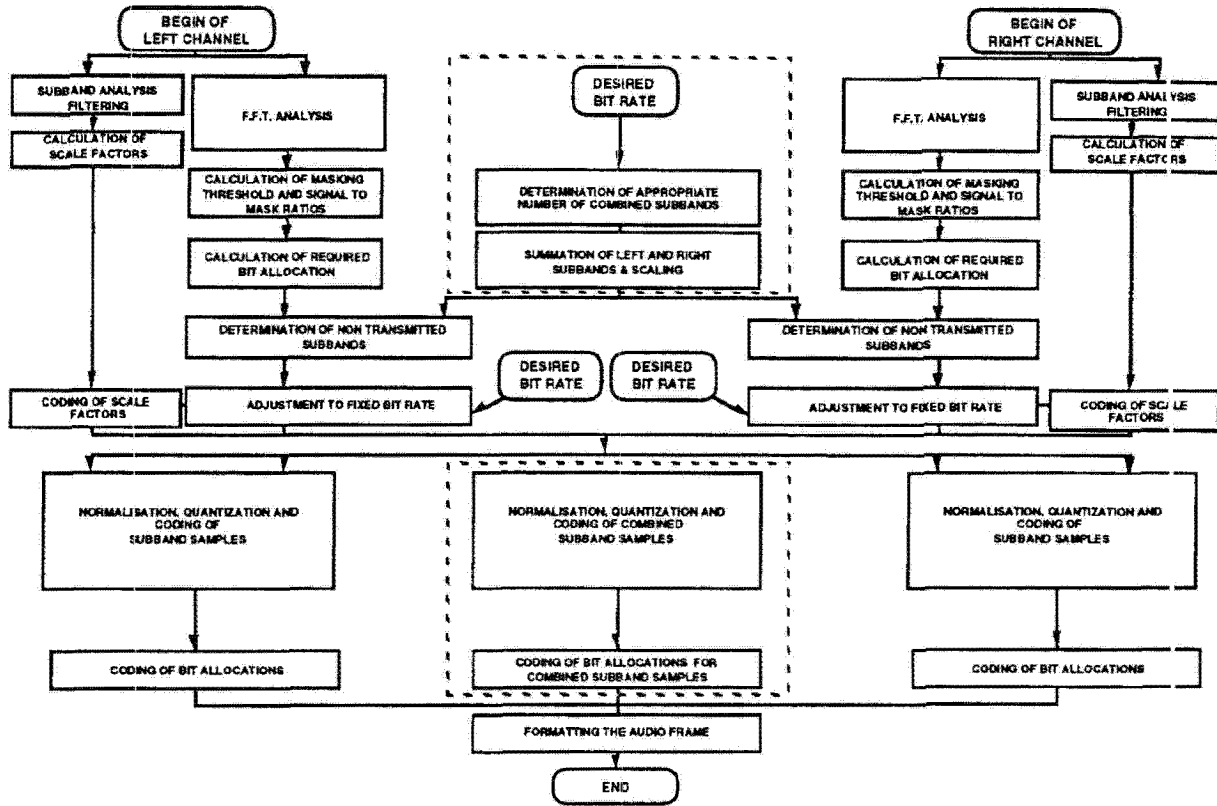 BEGIN OF
LEFT CHANNEL
SUBBAND ANALYSIS
FILTERING
CALCULATION OF
SCALE FACTORS
F.F.T. ANALYSIS
CALCULATION OF MASKING
THRESHOLD AND SIGNAL TO
MASK RATIOS
CALCULATION OF REQUIRED
BIT ALLOCATION
DESIRED
BIT RATE
DETERMINATION OF APPROPRIATE
NUMBER OF COMBINED SUBBANDS
SUMMATION OF LEFT AND RIGHT
SUBBANDS & SCALING
BEGIN OF
RIGHT CHANNEL
F.F.T. ANALYSIS
SUBBAND ANALYSIS
FILTERING
CALCULATION OF
SCALE FACTORS
CALCULATION OF MASKING
THRESHOLD AND SIGNAL TO
MASK RATIOS
CALCULATION OF REQUIRED
BIT ALLOCATION
DETERMINATION OF NON TRANSMITTED
SUBBANDS
DETERMINATION OF NON TRANSMITTED
SUBBANDS
DESIRED
BIT RATE
DESIRED
BIT RATE
CODING OF SCALE
FACTORS
ADJUSTMENT TO FIXED BIT RATE
ADJUSTMENT TO FIXED BIT RATE
CODING OF SCALE
FACTORS
NORMALISATION, QUANTIZATION AND
CODING OF
SUBBAND SAMPLES
NORMALISATION, QUANTIZATION AND
CODING OF COMBINED
SUBBAND SAMPLES
NORMALISATION, QUANTIZATION AND
CODING OF
SUBBAND SAMPLES
CODING OF BIT ALLOCATIONS
CODING OF BIT ALLOCATIONS FOR
COMBINED SUBBAND SAMPLES
CODING OF BIT ALLOCATIONS
FORMATTING THE AUDIO FRAME
END